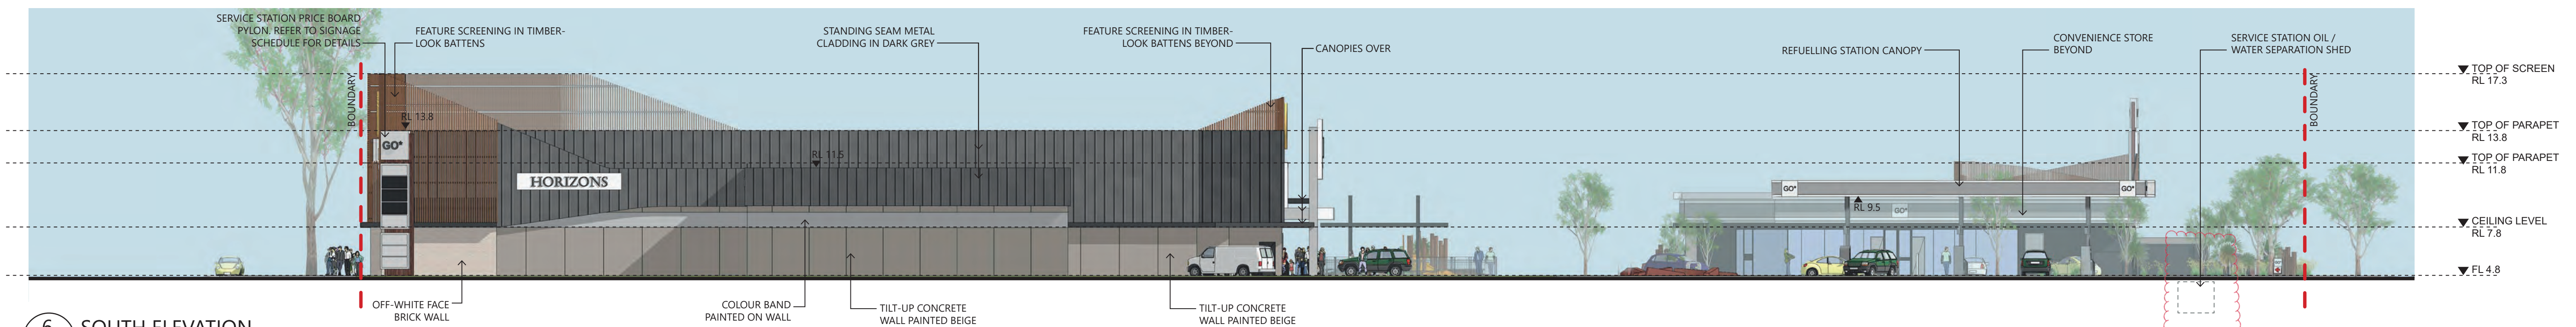 SERVICE STATION PRICE BOARD
PYLON. REFER TO SIGNAGE
SCHEDULE FOR DETAILS
FEATURE SCREENING IN TIMBER-
LOOK BATTENS
STANDING SEAM METAL
CLADDING IN DARK GREY
FEATURE SCREENING IN TIMBER-
LOOK BATTENS BEYOND
CANOPIES OVER
REFUELLING STATION CANOPY
CONVENIENCE STORE
BEYOND
SERVICE STATION OIL /
WATER SEPARATION SHED
TOP OF SCREEN
RL 17.3
BOUNDARY
BOUNDARY
RL 13.8
TOP OF PARAPET
RL 13.8
GO*
RL 11.5
TOP OF PARAPET
RL 11.8
HORIZONS
GO*
GO*
RL 9.5
GO*
CEILING LEVEL
RL 7.8
FL 4.8
OFF-WHITE FACE
BRICK WALL
COLOUR BAND
PAINTED ON WALL
TILT-UP CONCRETE
WALL PAINTED BEIGE
TILT-UP CONCRETE
WALL PAINTED BEIGE
6
SOUTH ELEVATION